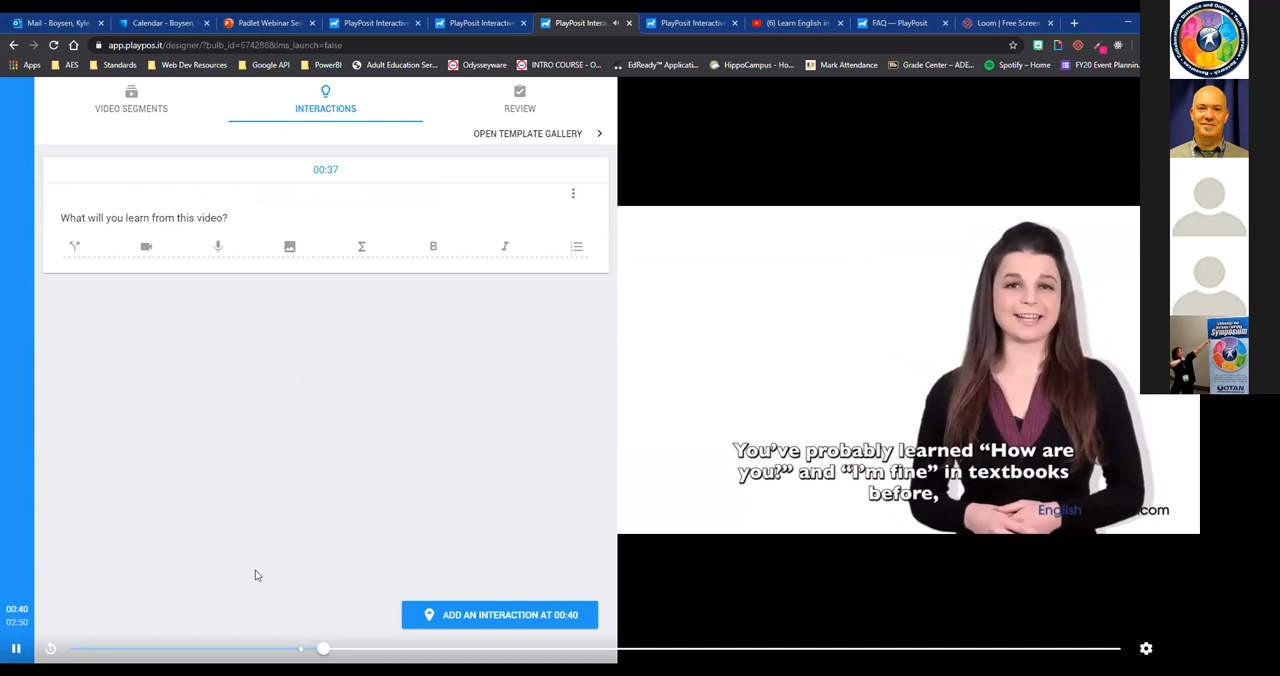 Mail - Boysen, Kyle
Calendar - Boysen,
Padlet Webinar Ser
PlayPosit Interactive
PlayPosit Interactive
PlayPosit Intera
PlayPosit Interactive
(6) Learn English in
FAQ — PlayPosit
Loom | Free Screen
app.playpos.it/designer/?bulb_id=674288&lms_launch=false
Apps
AES
Standards
Web Dev Resources
Google API
PowerBI
Adult Education Ser...
Odysseware
INTRO COURSE - O...
EdReady™ Applicati...
HippoCampus - Ho...
Mark Attendance
Grade Center – ADE...
Spotify – Home
FY20 Event Plannin
VIDEO SEGMENTS
INTERACTIONS
REVIEW
OPEN TEMPLATE GALLERY
00:37
What will you learn from this video?
B
I
You've probably learned “How are
you?” and “I'm fine” in textbooks
before,
English
.com
Symposium
OTAN
ADD AN INTERACTION AT 00:40
00:40
02:50